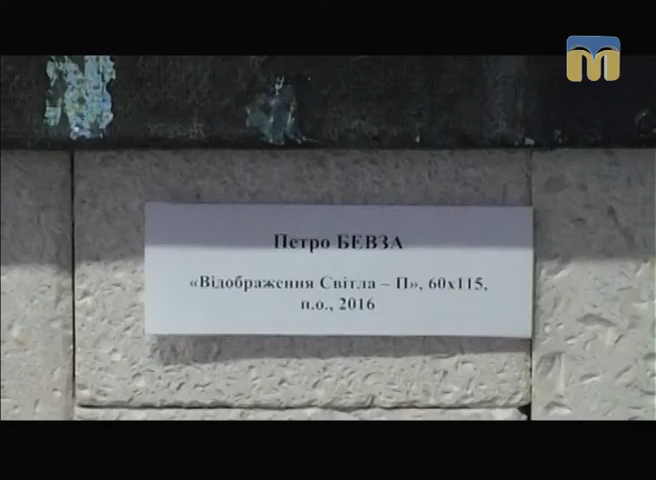 Петро БЕВЗА
«Відображення Світла – П», 60х115,
п.о., 2016